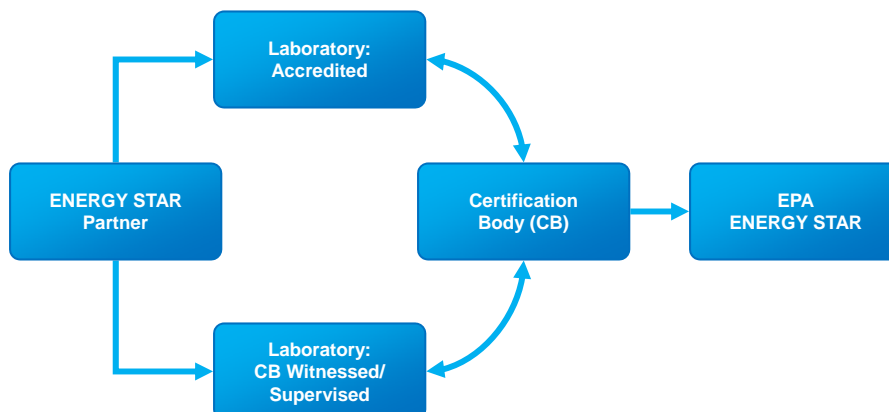 Laboratory:
Accredited
ENERGY STAR
Partner
Certification
Body (CB)
EPA
ENERGY STAR
Laboratory:
CB Witnessed/
Supervised